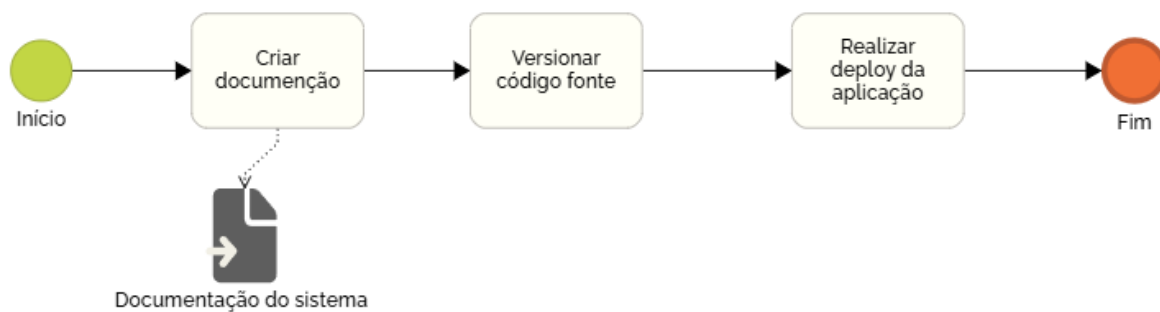 Início
Criar
documenção
Versionar
código fonte
Realizar
deploy da
aplicação
Fim
Documentação do sistema